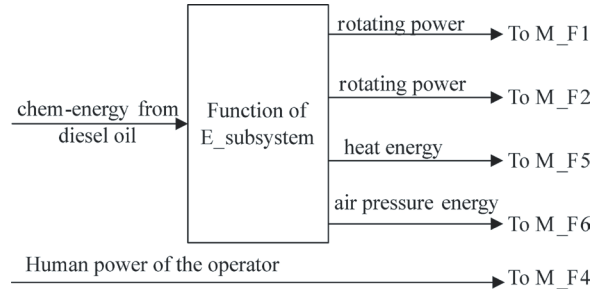 rotating power
To M_F1
rotating power
To M_F2
chem-energy from
diesel oil
Function of
E_subsystem
heat energy
To M_F5
air pressure energy
To M_F6
Human power of the operator
To M_F4